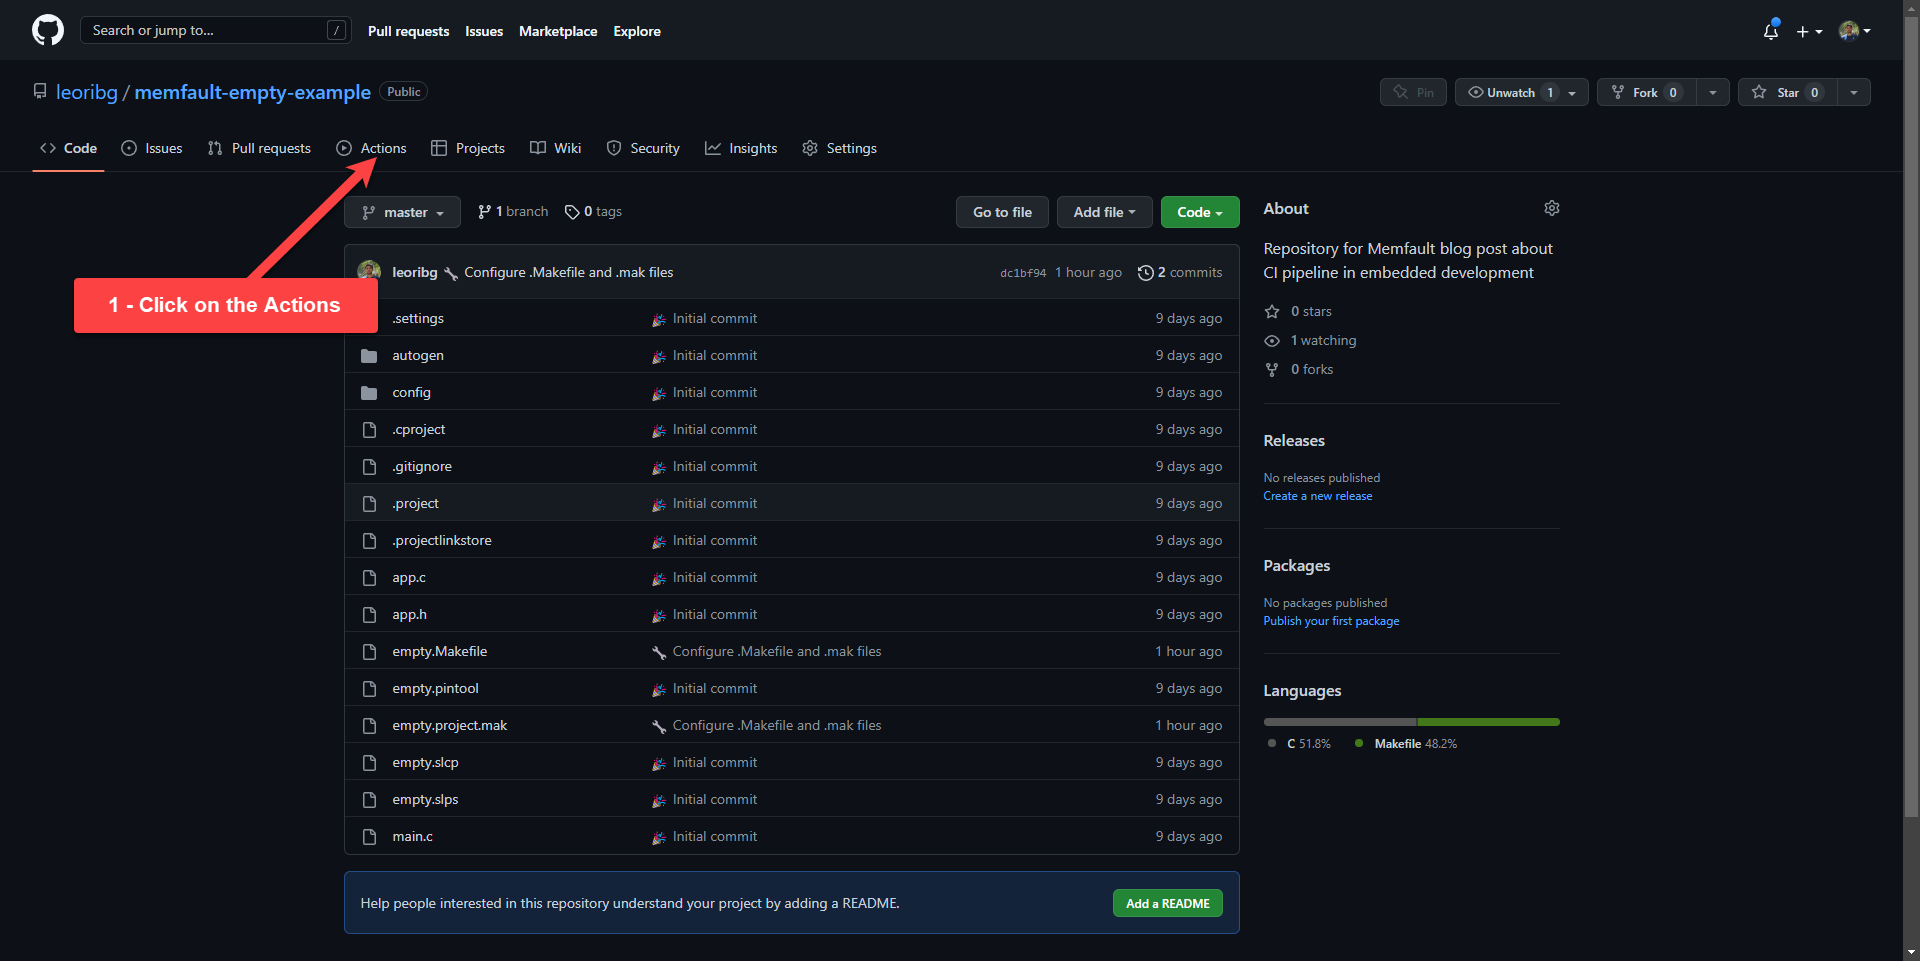 Search or jump to... /
Pull requests Issues Marketplace Explore
leoribg / memfault-empty-example Public
Pin Unwatch 1 Fork 0 Star 0
Code Issues Pull requests Actions Projects Wiki Security Insights Settings
master 1 branch 0 tags Go to file Add file Code
leoribg Configure .Makefile and .mak files dc1bf94 1 hour ago 2 commits
1 - Click on the Actions
.settings Initial commit 9 days ago
autogen Initial commit 9 days ago
config Initial commit 9 days ago
.cproject Initial commit 9 days ago
.gitignore Initial commit 9 days ago
.project Initial commit 9 days ago
.projectlinkstore Initial commit 9 days ago
app.c Initial commit 9 days ago
app.h Initial commit 9 days ago
empty.Makefile Configure .Makefile and .mak files 1 hour ago
empty.pintool Initial commit 9 days ago
empty.project.mak Configure .Makefile and .mak files 1 hour ago
empty.slcp Initial commit 9 days ago
empty.slps Initial commit 9 days ago
main.c Initial commit 9 days ago
Help people interested in this repository understand your project by adding a README. Add a README
About
Repository for Memfault blog post about
CI pipeline in embedded development
0 stars
1 watching
0 forks
Releases
No releases published
Create a new release
Packages
No packages published
Publish your first package
Languages
C 51.8% Makefile 48.2%